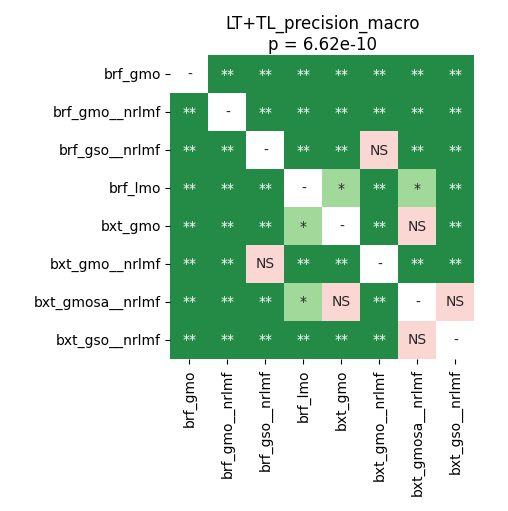 LT+TL_precision_macro
p = 6.62e-10
brf_gmo - ** ** ** ** ** ** **
brf_gmo__nrlmf ** - ** ** ** ** ** **
brf_gso__nrlmf ** ** - ** ** NS ** **
brf_lmo ** ** ** - * ** * **
bxt_gmo ** ** ** * - ** NS **
bxt_gmo__nrlmf ** ** NS ** ** - ** **
bxt_gmosa__nrlmf ** ** ** * NS ** - NS
bxt_gso__nrlmf ** ** ** ** ** ** NS -
brf_gmo
brf_gmo__nrlmf
brf_gso__nrlmf
brf_lmo
bxt_gmo
bxt_gmo__nrlmf
bxt_gmosa__nrlmf
bxt_gso__nrlmf